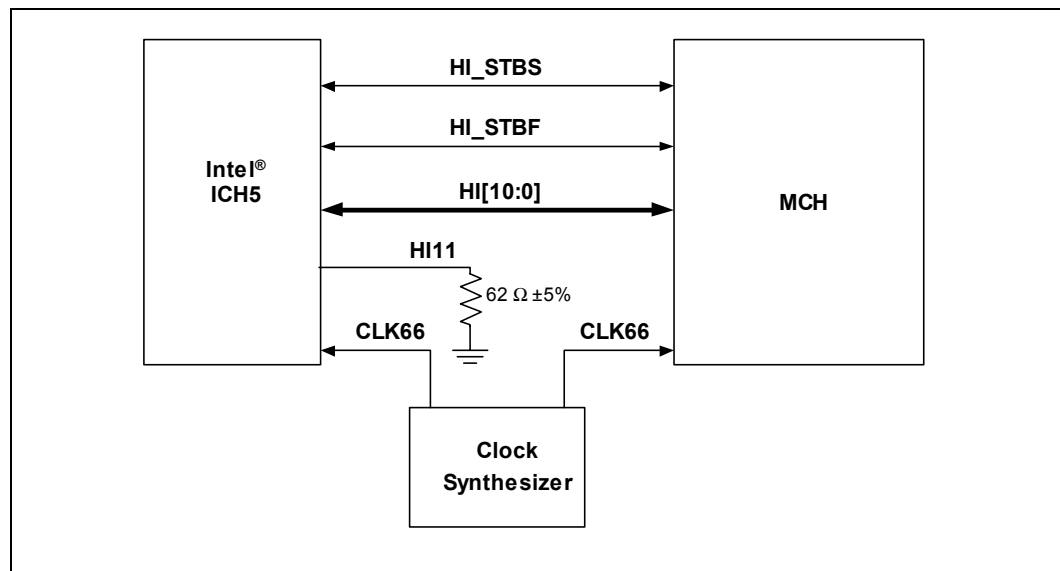 HI_STBS
HI_STBF
Intel®
ICH5
HI[10:0]
MCH
HI11
62 Ω ±5%
CLK66
CLK66
Clock
Synthesizer